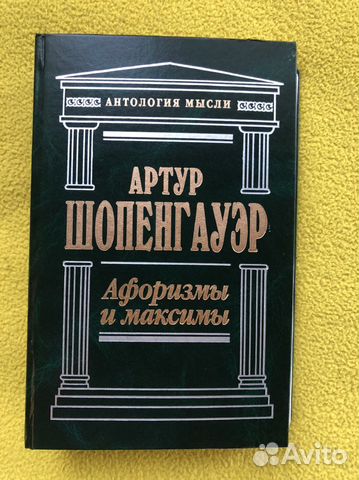 АНТОЛОГИЯ МЫСЛИ
АРТУР
ШОПЕНГАУЭР
Афоризмы
и максимы
Avito